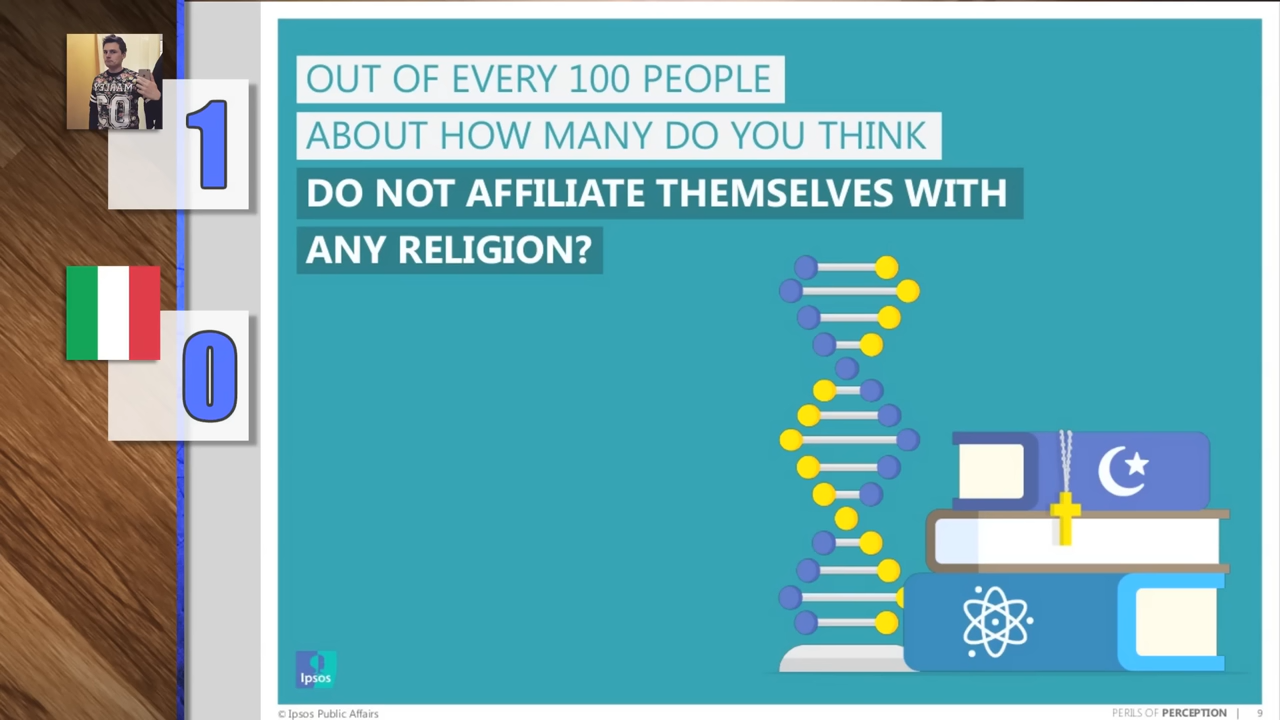 OUT OF EVERY 100 PEOPLE
ABOUT HOW MANY DO YOU THINK
DO NOT AFFILIATE THEMSELVES WITH
ANY RELIGION?
1
0
Ipsos
© Ipsos Public Affairs
PERILS OF PERCEPTION | 9